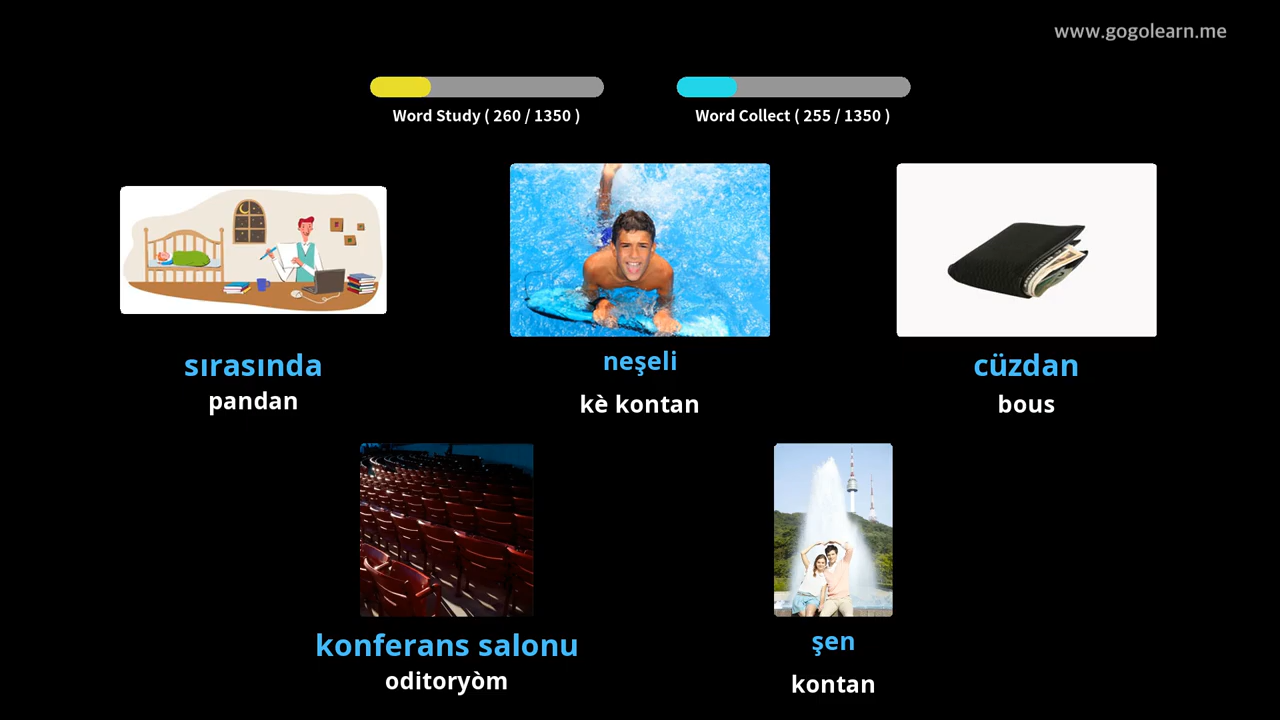 www.gogolearn.me
Word Study ( 260 / 1350 )
Word Collect ( 255 / 1350 )
sırasında
pandan
neşeli
kè kontan
cüzdan
bous
konferans salonu
oditoryòm
şen
kontan